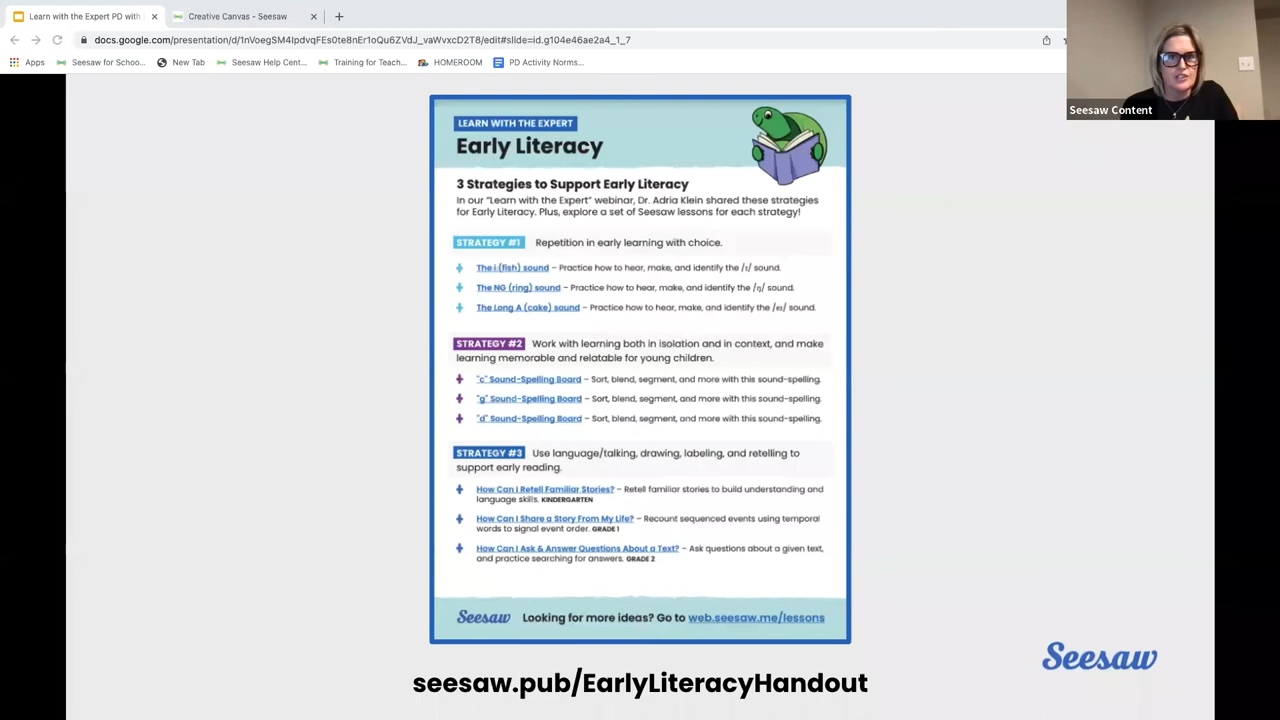 Learn with the Expert PD with
Creative Canvas - Seesaw
docs.google.com/presentation/d/1nVoegSM4IpdvqFEs0te8nEr1oQu6ZVdJ_vaWvxcD2T8/edit#slide=id.g104e46ae2a4_1_7
Apps
Seesaw for Schoo...
New Tab
Seesaw Help Cent...
Training for Teach...
HOMEROOM
PD Activity Norms...
Seesaw Content
LEARN WITH THE EXPERT
Early Literacy
3 Strategies to Support Early Literacy
In our "Learn with the Expert" webinar, Dr. Adria Klein shared these strategies
for Early Literacy. Plus, explore a set of Seesaw lessons for each strategy!
STRATEGY #1 Repetition in early learning with choice.
The i (fish) sound – Practice how to hear, make, and identify the /ɪ/ sound.
The NG (ring) sound – Practice how to hear, make, and identify the /ŋ/ sound.
The Long A (cake) sound – Practice how to hear, make, and identify the /eɪ/ sound.
STRATEGY #2 Work with learning both in isolation and in context, and make
learning memorable and relatable for young children.
"c" Sound-Spelling Board – Sort, blend, segment, and more with this sound-spelling.
"g" Sound-Spelling Board – Sort, blend, segment, and more with this sound-spelling.
"d" Sound-Spelling Board – Sort, blend, segment, and more with this sound-spelling.
STRATEGY #3 Use language/talking, drawing, labeling, and retelling to
support early reading.
How Can I Retell Familiar Stories? – Retell familiar stories to build understanding and
language skills. KINDERGARTEN
How Can I Share a Story From My Life? – Recount sequenced events using temporal
words to signal event order. GRADE 1
How Can I Ask & Answer Questions About a Text? – Ask questions about a given text,
and practice searching for answers. GRADE 2
Seesaw Looking for more ideas? Go to web.seesaw.me/lessons
Seesaw
seesaw.pub/EarlyLiteracyHandout